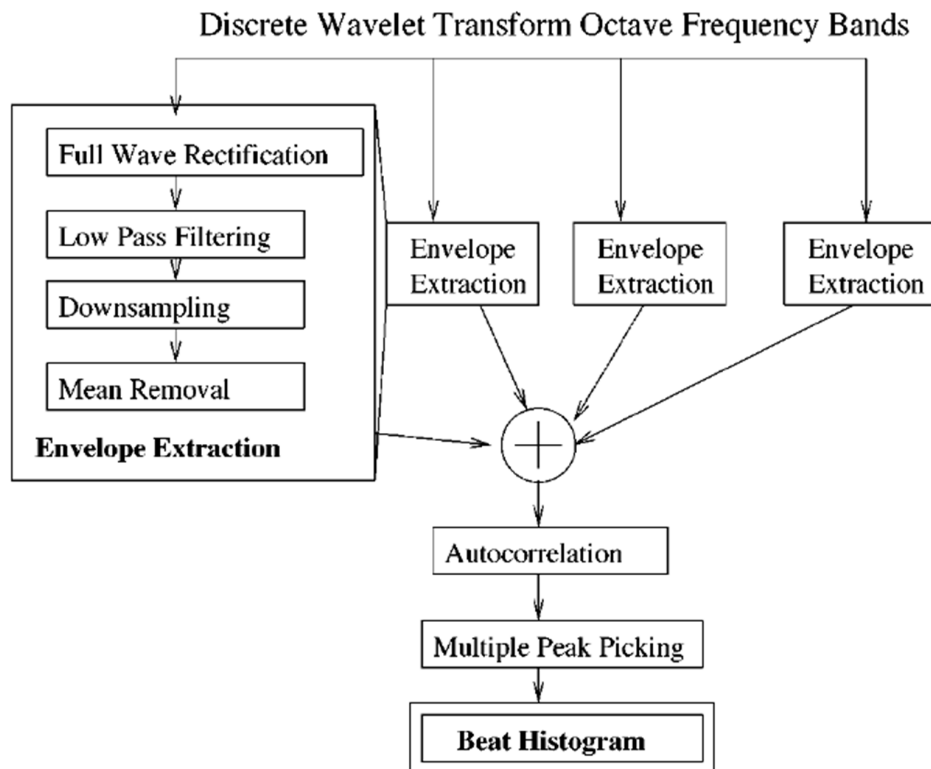 Discrete Wavelet Transform Octave Frequency Bands
Full Wave Rectification
Low Pass Filtering
Downsampling
Mean Removal
Envelope Extraction
Envelope
Extraction
Envelope
Extraction
Envelope
Extraction
Autocorrelation
Multiple Peak Picking
Beat Histogram